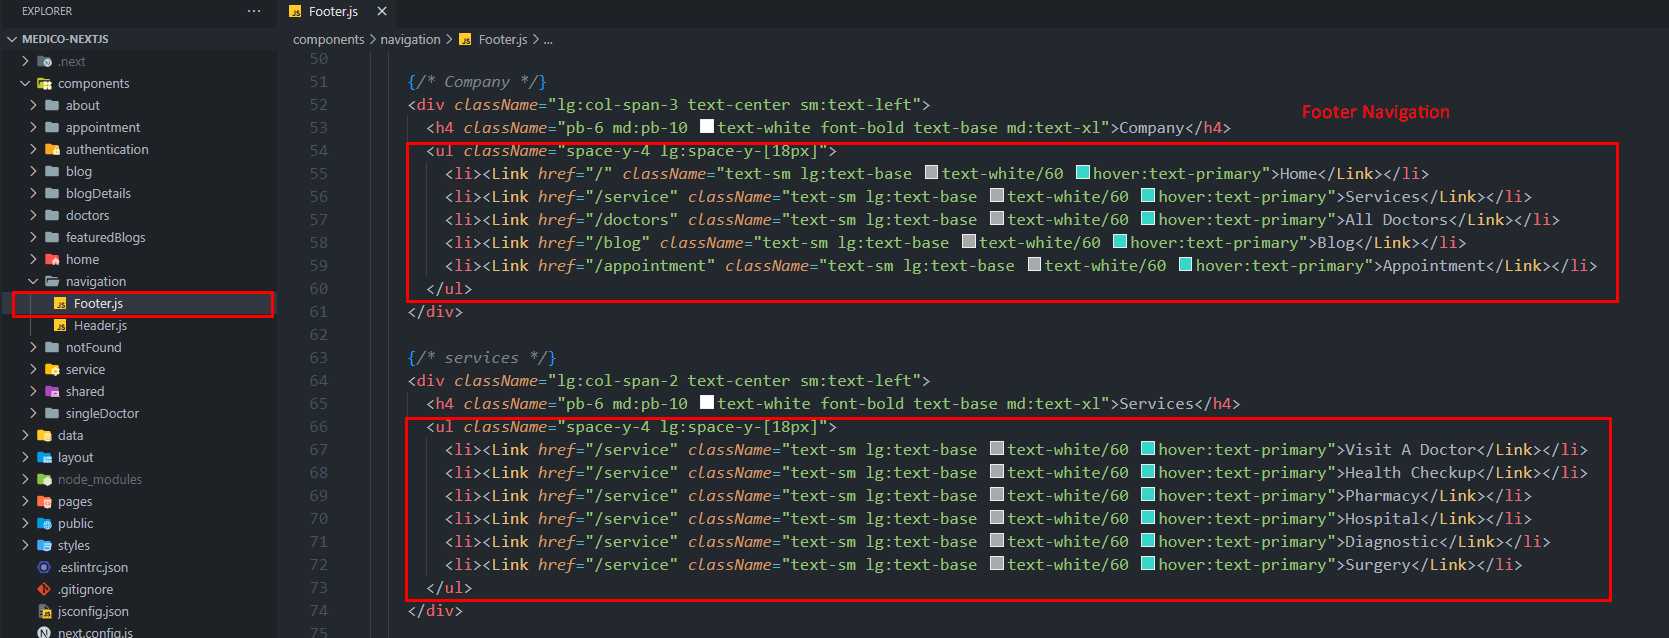 EXPLORER ...
MEDICO-NEXTJS
.next
components
about
appointment
authentication
blog
blogDetails
doctors
featuredBlogs
home
navigation
JS Footer.js
JS Header.js
notFound
service
shared
singleDoctor
data
layout
node_modules
pages
public
styles
.eslintrc.json
.gitignore
jsconfig.json
next.config.js
JS Footer.js ×
components > navigation > JS Footer.js > ...
Footer Navigation
50
51 {/* Company */}
52 <div className="lg:col-span-3 text-center sm:text-left">
53 <h4 className="pb-6 md:pb-10 text-white font-bold text-base md:text-xl">Company</h4>
54 <ul className="space-y-4 lg:space-y-[18px]">
55 <li><Link href="/" className="text-sm lg:text-base text-white/60 hover:text-primary">Home</Link></li>
56 <li><Link href="/service" className="text-sm lg:text-base text-white/60 hover:text-primary">Services</Link></li>
57 <li><Link href="/doctors" className="text-sm lg:text-base text-white/60 hover:text-primary">All Doctors</Link></li>
58 <li><Link href="/blog" className="text-sm lg:text-base text-white/60 hover:text-primary">Blog</Link></li>
59 <li><Link href="/appointment" className="text-sm lg:text-base text-white/60 hover:text-primary">Appointment</Link></li>
60 </ul>
61 </div>
62
63 {/* services */}
64 <div className="lg:col-span-2 text-center sm:text-left">
65 <h4 className="pb-6 md:pb-10 text-white font-bold text-base md:text-xl">Services</h4>
66 <ul className="space-y-4 lg:space-y-[18px]">
67 <li><Link href="/service" className="text-sm lg:text-base text-white/60 hover:text-primary">Visit A Doctor</Link></li>
68 <li><Link href="/service" className="text-sm lg:text-base text-white/60 hover:text-primary">Health Checkup</Link></li>
69 <li><Link href="/service" className="text-sm lg:text-base text-white/60 hover:text-primary">Pharmacy</Link></li>
70 <li><Link href="/service" className="text-sm lg:text-base text-white/60 hover:text-primary">Hospital</Link></li>
71 <li><Link href="/service" className="text-sm lg:text-base text-white/60 hover:text-primary">Diagnostic</Link></li>
72 <li><Link href="/service" className="text-sm lg:text-base text-white/60 hover:text-primary">Surgery</Link></li>
73 </ul>
74 </div>
75